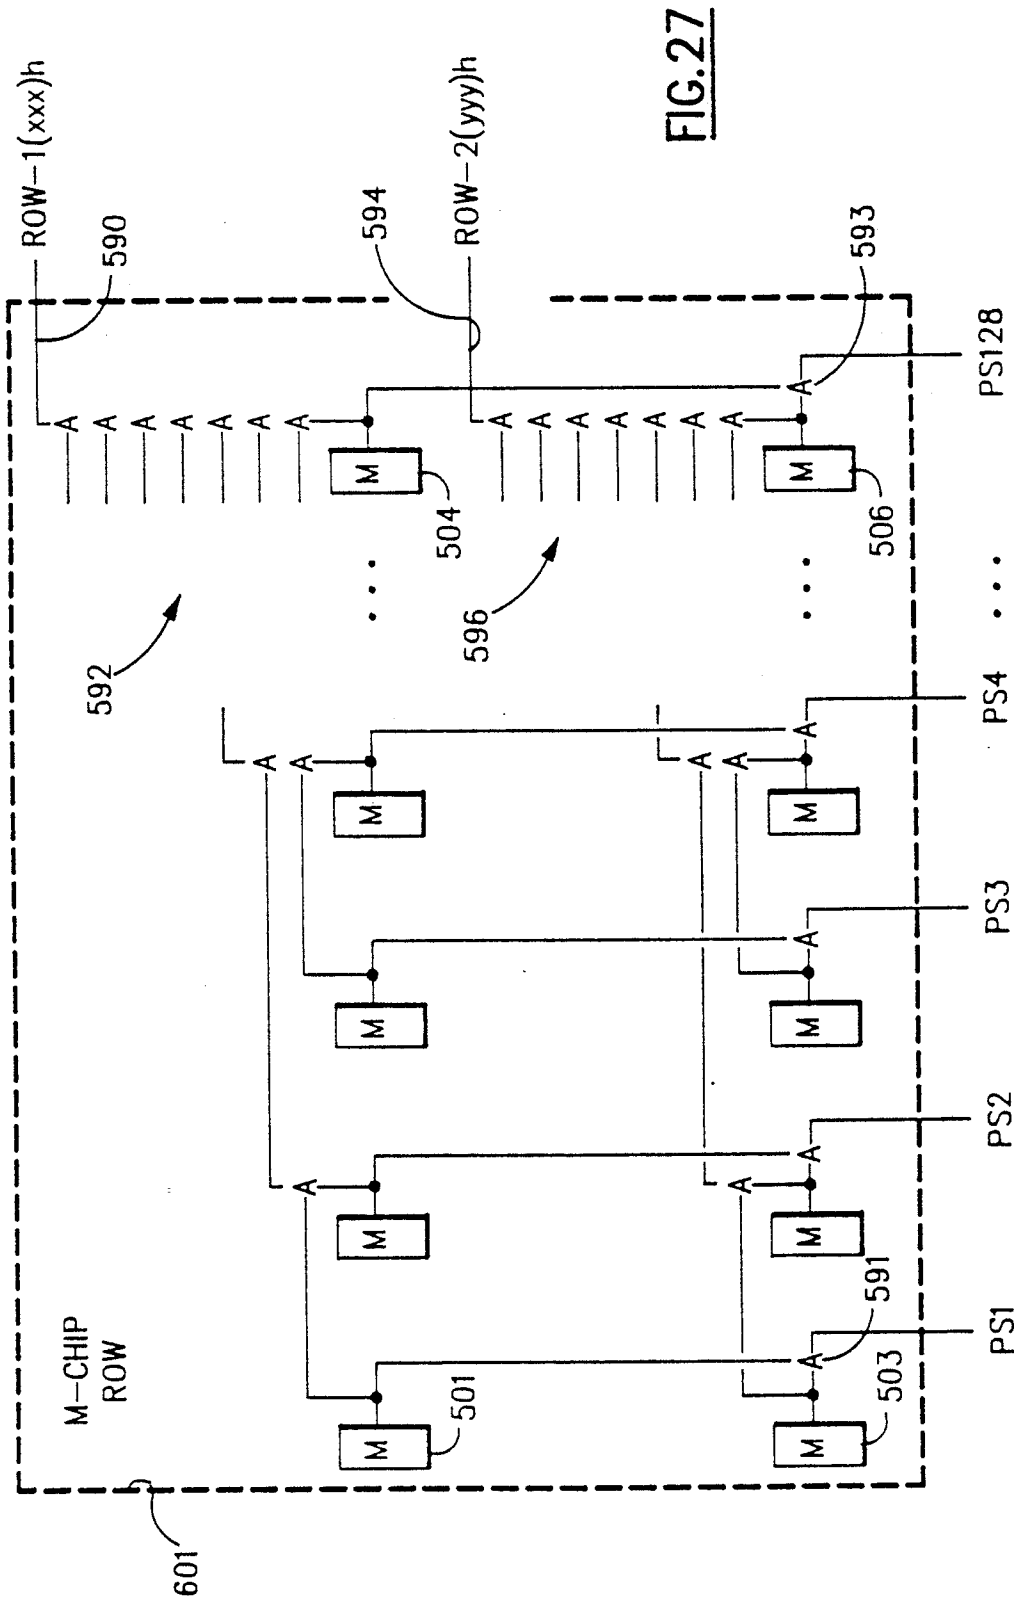 M-CHIP
ROW
601
592
590
ROW-1(xxx)h
A A A A A A A
A A
A
M M M M M
501
504
...
596
594
ROW-2(yyy)h
A A A A A A A
A A
A
A A A A A
M M M M M
503
591
506
593
...
PS1 PS2 PS3 PS4 ... PS128
FIG.27